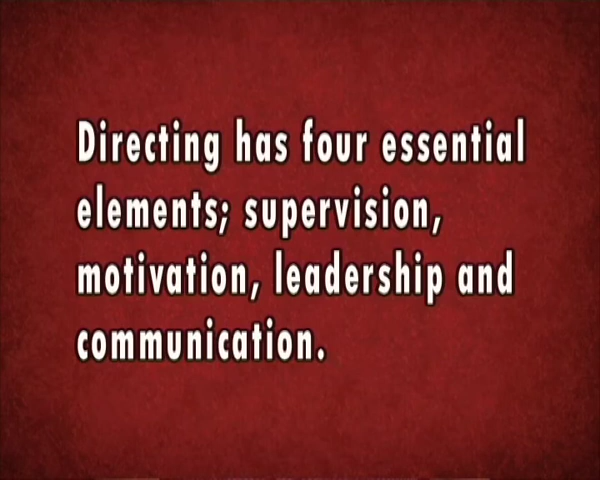 Directing has four essential
elements; supervision,
motivation, leadership and
communication.